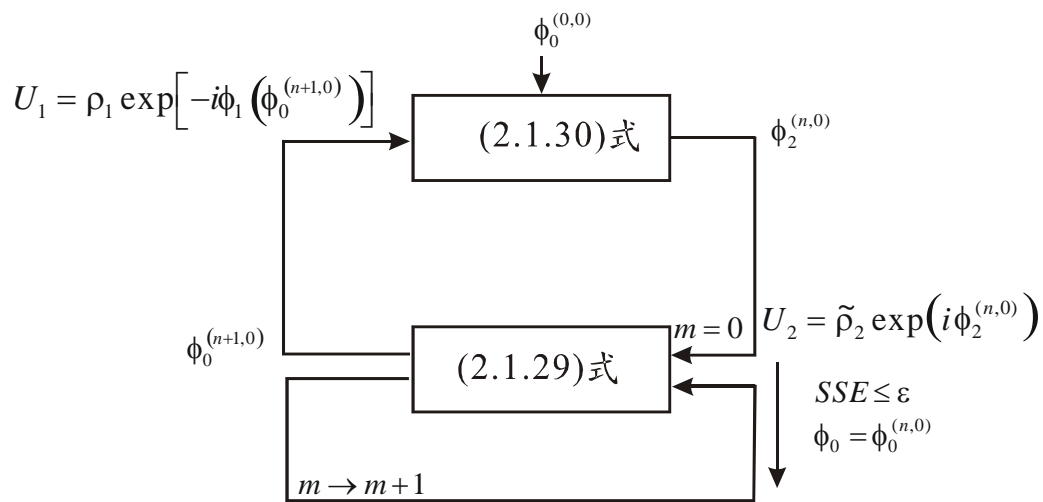 ϕ₀^(0,0)
U₁ = ρ₁ exp[−iϕ₁(ϕ₀^(n+1,0))]
(2.1.30)式
ϕ₂^(n,0)
U₂ = ρ̃₂ exp(iϕ₂^(n,0))
m = 0
ϕ₀^(n+1,0)
(2.1.29)式
SSE ≤ ε
ϕ₀ = ϕ₀^(n,0)
m → m+1